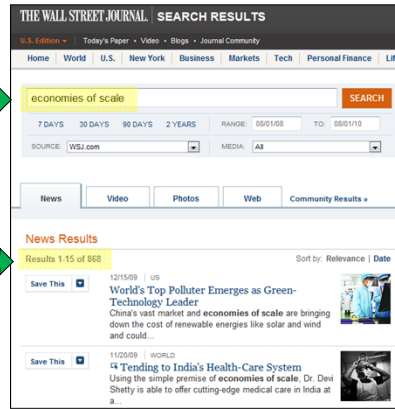 THE WALL STREET JOURNAL. SEARCH RESULTS
U.S. Edition Today's Paper • Video • Blogs • Journal Community
Home World U.S. New York Business Markets Tech Personal Finance Lif
economies of scale SEARCH
7 DAYS 30 DAYS 90 DAYS 2 YEARS RANGE: 08/01/08 TO: 08/01/10
SOURCE: WSJ.com MEDIA: All
News Video Photos Web Community Results »
News Results
Results 1-15 of 868 Sort by: Relevance | Date
Save This 12/15/09 | US
World's Top Polluter Emerges as Green-
Technology Leader
China's vast market and economies of scale are bringing
down the cost of renewable energies like solar and wind
and could...
Save This 11/20/09 | WORLD
Tending to India's Health-Care System
Using the simple premise of economies of scale, Dr. Devi
Shetty is able to offer cutting-edge medical care in India at
a...